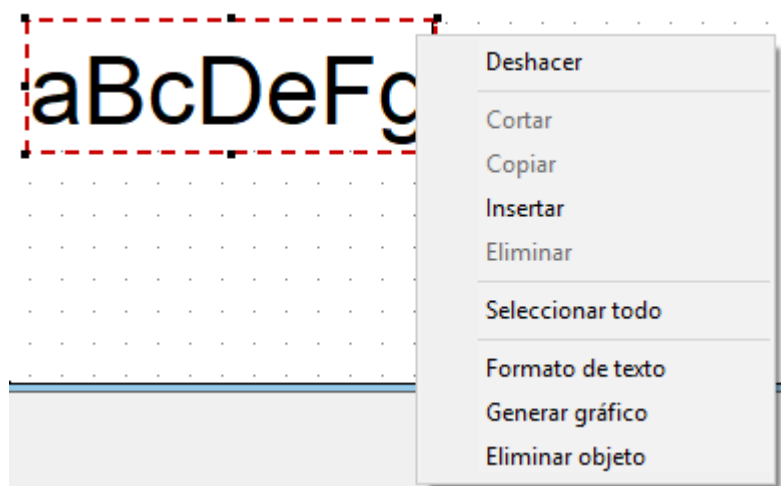 aBcDeFg
Deshacer
Cortar
Copiar
Insertar
Eliminar
Seleccionar todo
Formato de texto
Generar gráfico
Eliminar objeto